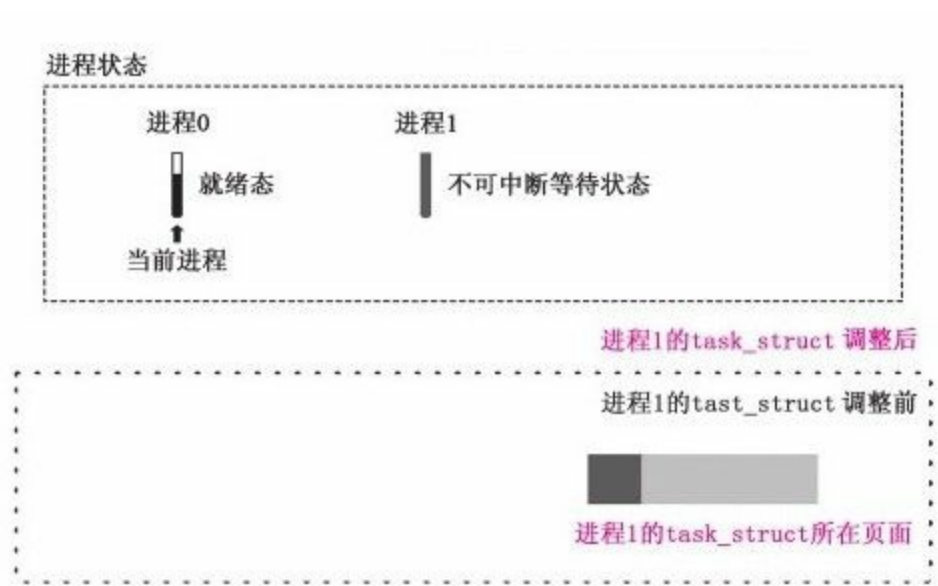 进程状态
进程0 进程1
就绪态 不可中断等待状态
当前进程
进程1的task_struct 调整后
进程1的tast_struct 调整前
进程1的task_struct所在页面